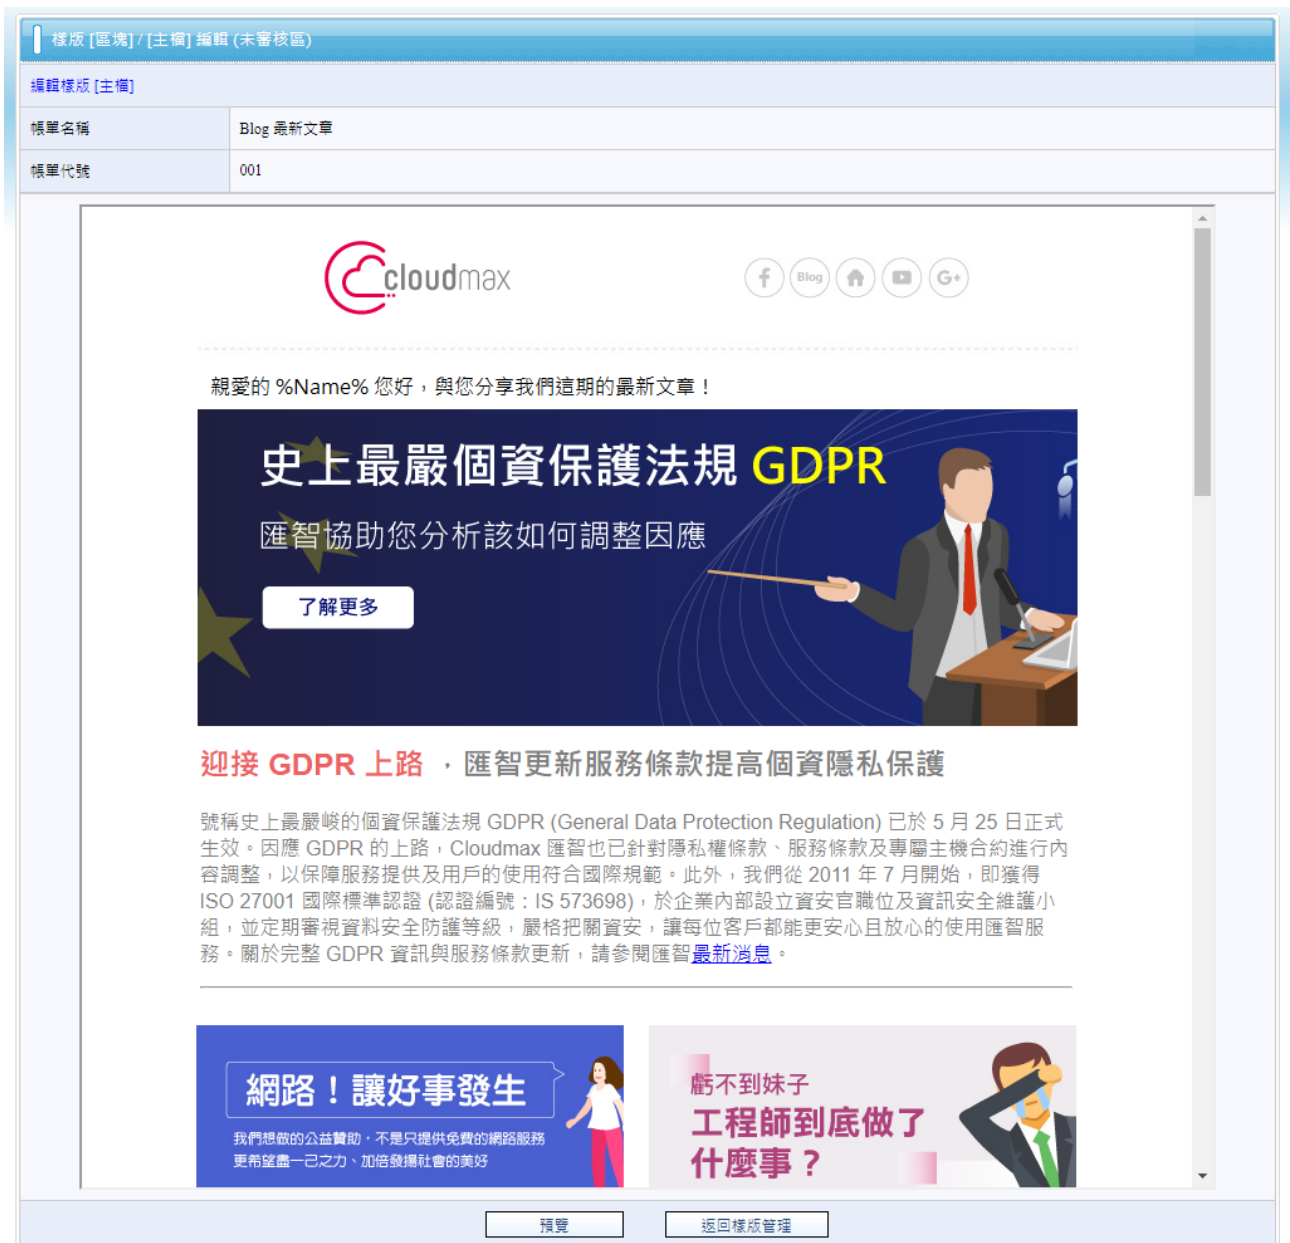 樣版 [區塊] / [主檔] 編輯 (未審核區)
編輯樣版 [主檔]
帳單名稱 Blog 最新文章
帳單代號 001
cloudmax
f Blog G+
親愛的 %Name% 您好，與您分享我們這期的最新文章！
史上最嚴個資保護法規 GDPR
匯智協助您分析該如何調整因應
了解更多
迎接 GDPR 上路 ，匯智更新服務條款提高個資隱私保護
號稱史上最嚴峻的個資保護法規 GDPR (General Data Protection Regulation) 已於 5 月 25 日正式
生效。因應 GDPR 的上路，Cloudmax 匯智也已針對隱私權條款、服務條款及專屬主機合約進行內
容調整，以保障服務提供及用戶的使用符合國際規範。此外，我們從 2011 年 7 月開始，即獲得
ISO 27001 國際標準認證 (認證編號：IS 573698)，於企業內部設立資安官職位及資訊安全維護小
組，並定期審視資料安全防護等級，嚴格把關資安，讓每位客戶都能更安心且放心的使用匯智服
務。關於完整 GDPR 資訊與服務條款更新，請參閱匯智最新消息。
網路！讓好事發生
我們想做的公益贊助，不是只提供免費的網路服務
更希望盡一己之力、加倍發揚社會的美好
虧不到妹子
工程師到底做了
什麼事？
預覽 返回樣版管理